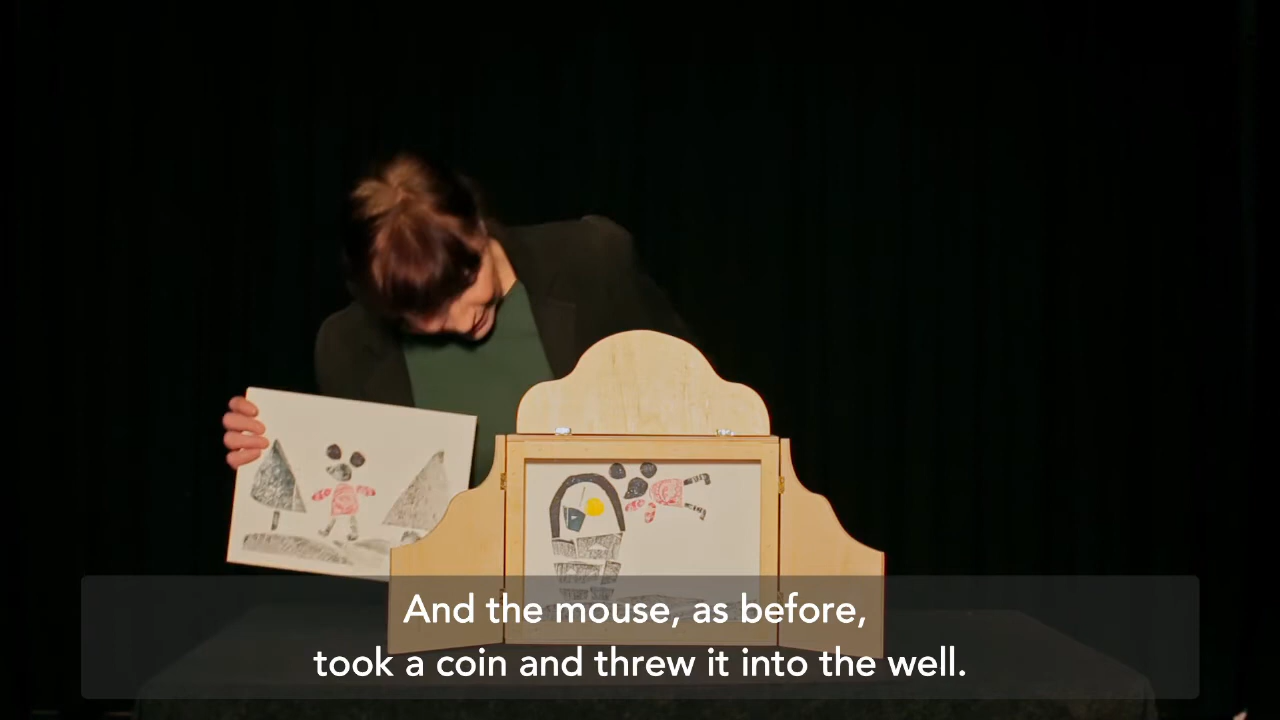 And the mouse, as before,
took a coin and threw it into the well.